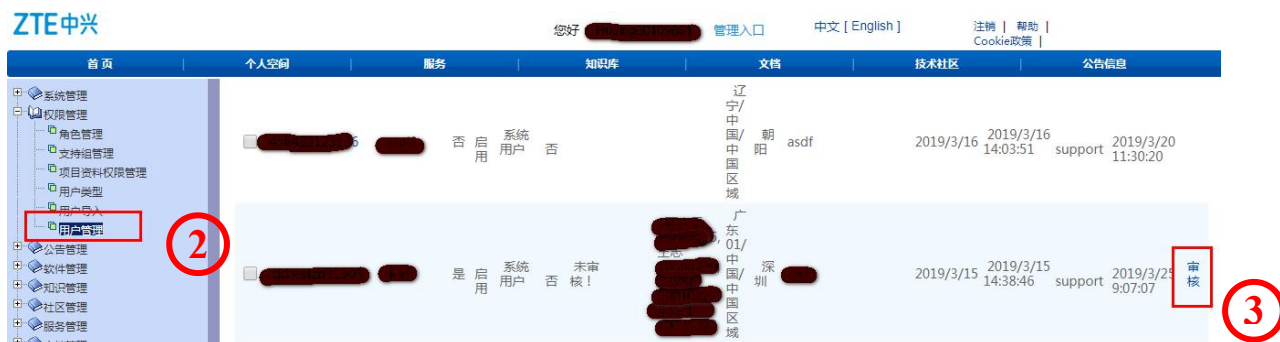 ZTE中兴
您好 管理入口 中文 [ English ] 注销 | 帮助 |
Cookie政策 |
首页 | 个人空间 | 服务 | 知识库 | 文档 | 技术社区 | 公告信息
系统管理
权限管理
角色管理
支持组管理
项目资料权限管理
用户类型
用户导入
用户管理
公告管理
软件管理
知识管理
社区管理
服务管理
2
6
否
启
用
系统
用户
否
辽
宁/
中
国/
中
国
区
域
朝
阳
asdf
2019/3/16
2019/3/16
14:03:51
support
2019/3/20
11:30:20
是
启
用
系统
用户
否
未审
核！
广
东
01/
中
国/
中
国
区
域
深
圳
2019/3/15
2019/3/15
14:38:46
support
2019/3/25
9:07:07
审
核
3